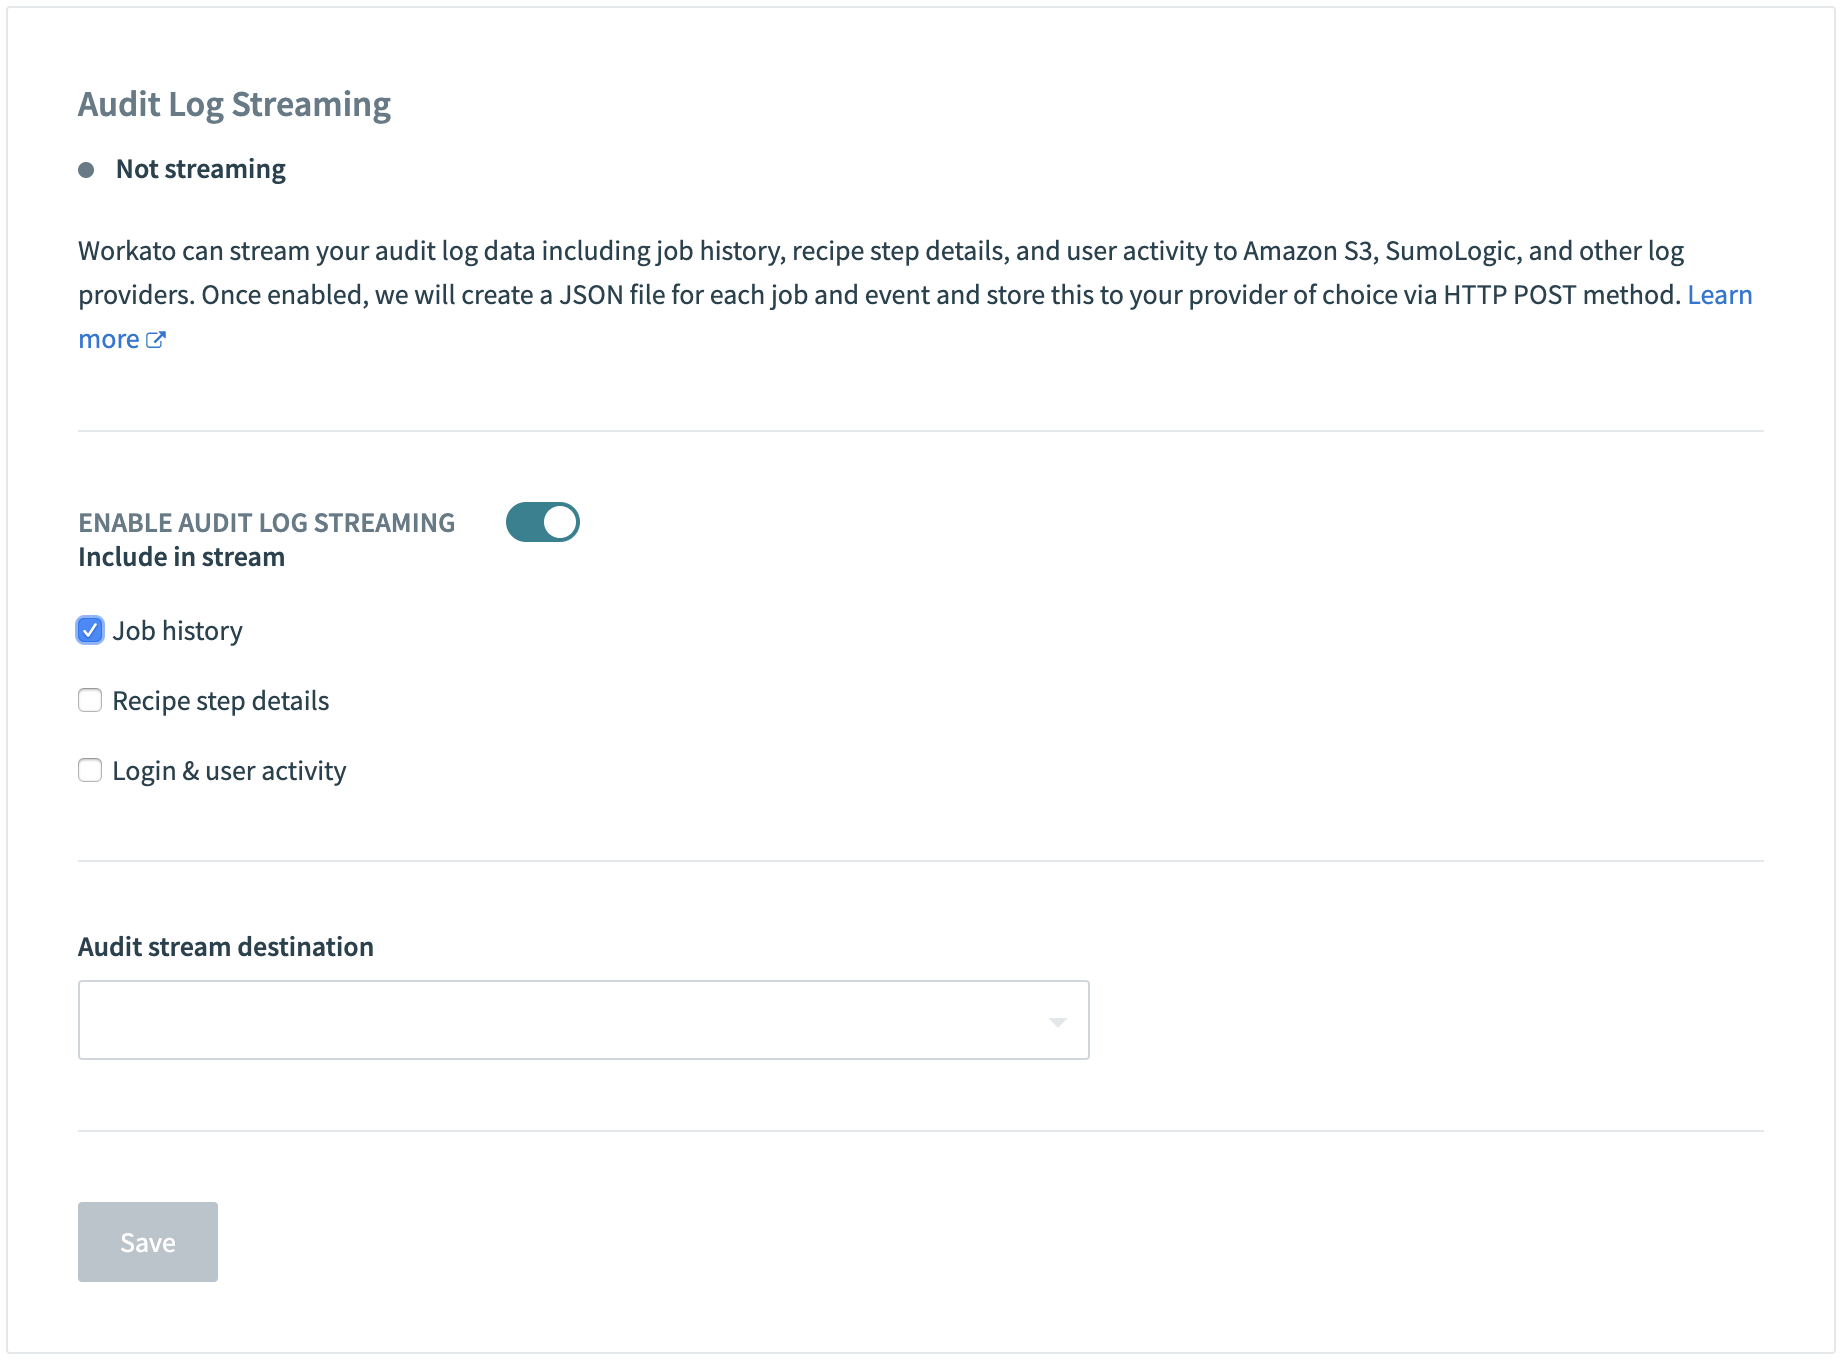 Audit Log Streaming
Not streaming
Workato can stream your audit log data including job history, recipe step details, and user activity to Amazon S3, SumoLogic, and other log
providers. Once enabled, we will create a JSON file for each job and event and store this to your provider of choice via HTTP POST method. Learn
more
ENABLE AUDIT LOG STREAMING
Include in stream
Job history
Recipe step details
Login & user activity
Audit stream destination
Save